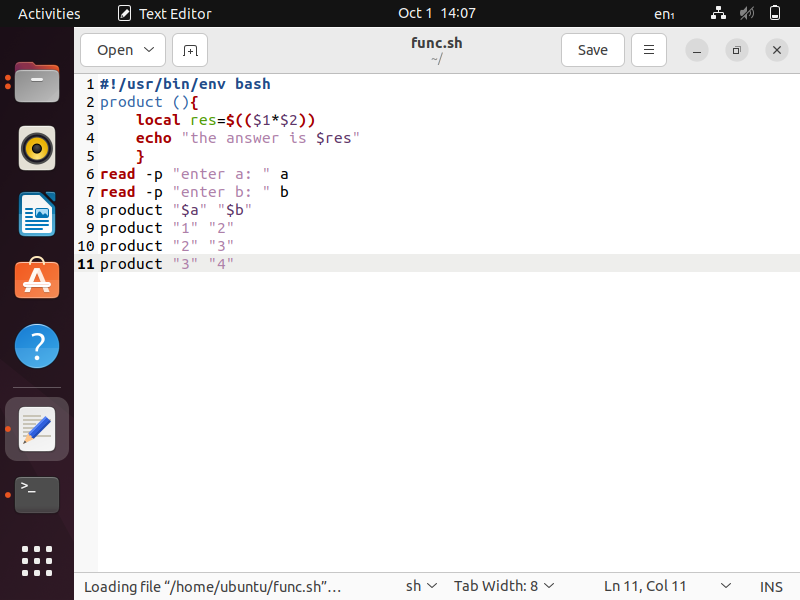 Activities Text Editor Oct 1 14:07 en₁
Open func.sh Save
~/
1 #!/usr/bin/env bash
2 product (){
3     local res=$(($1*$2))
4     echo "the answer is $res"
5     }
6 read -p "enter a: " a
7 read -p "enter b: " b
8 product "$a" "$b"
9 product "1" "2"
10 product "2" "3"
11 product "3" "4"
Loading file “/home/ubuntu/func.sh”… sh Tab Width: 8 Ln 11, Col 11 INS